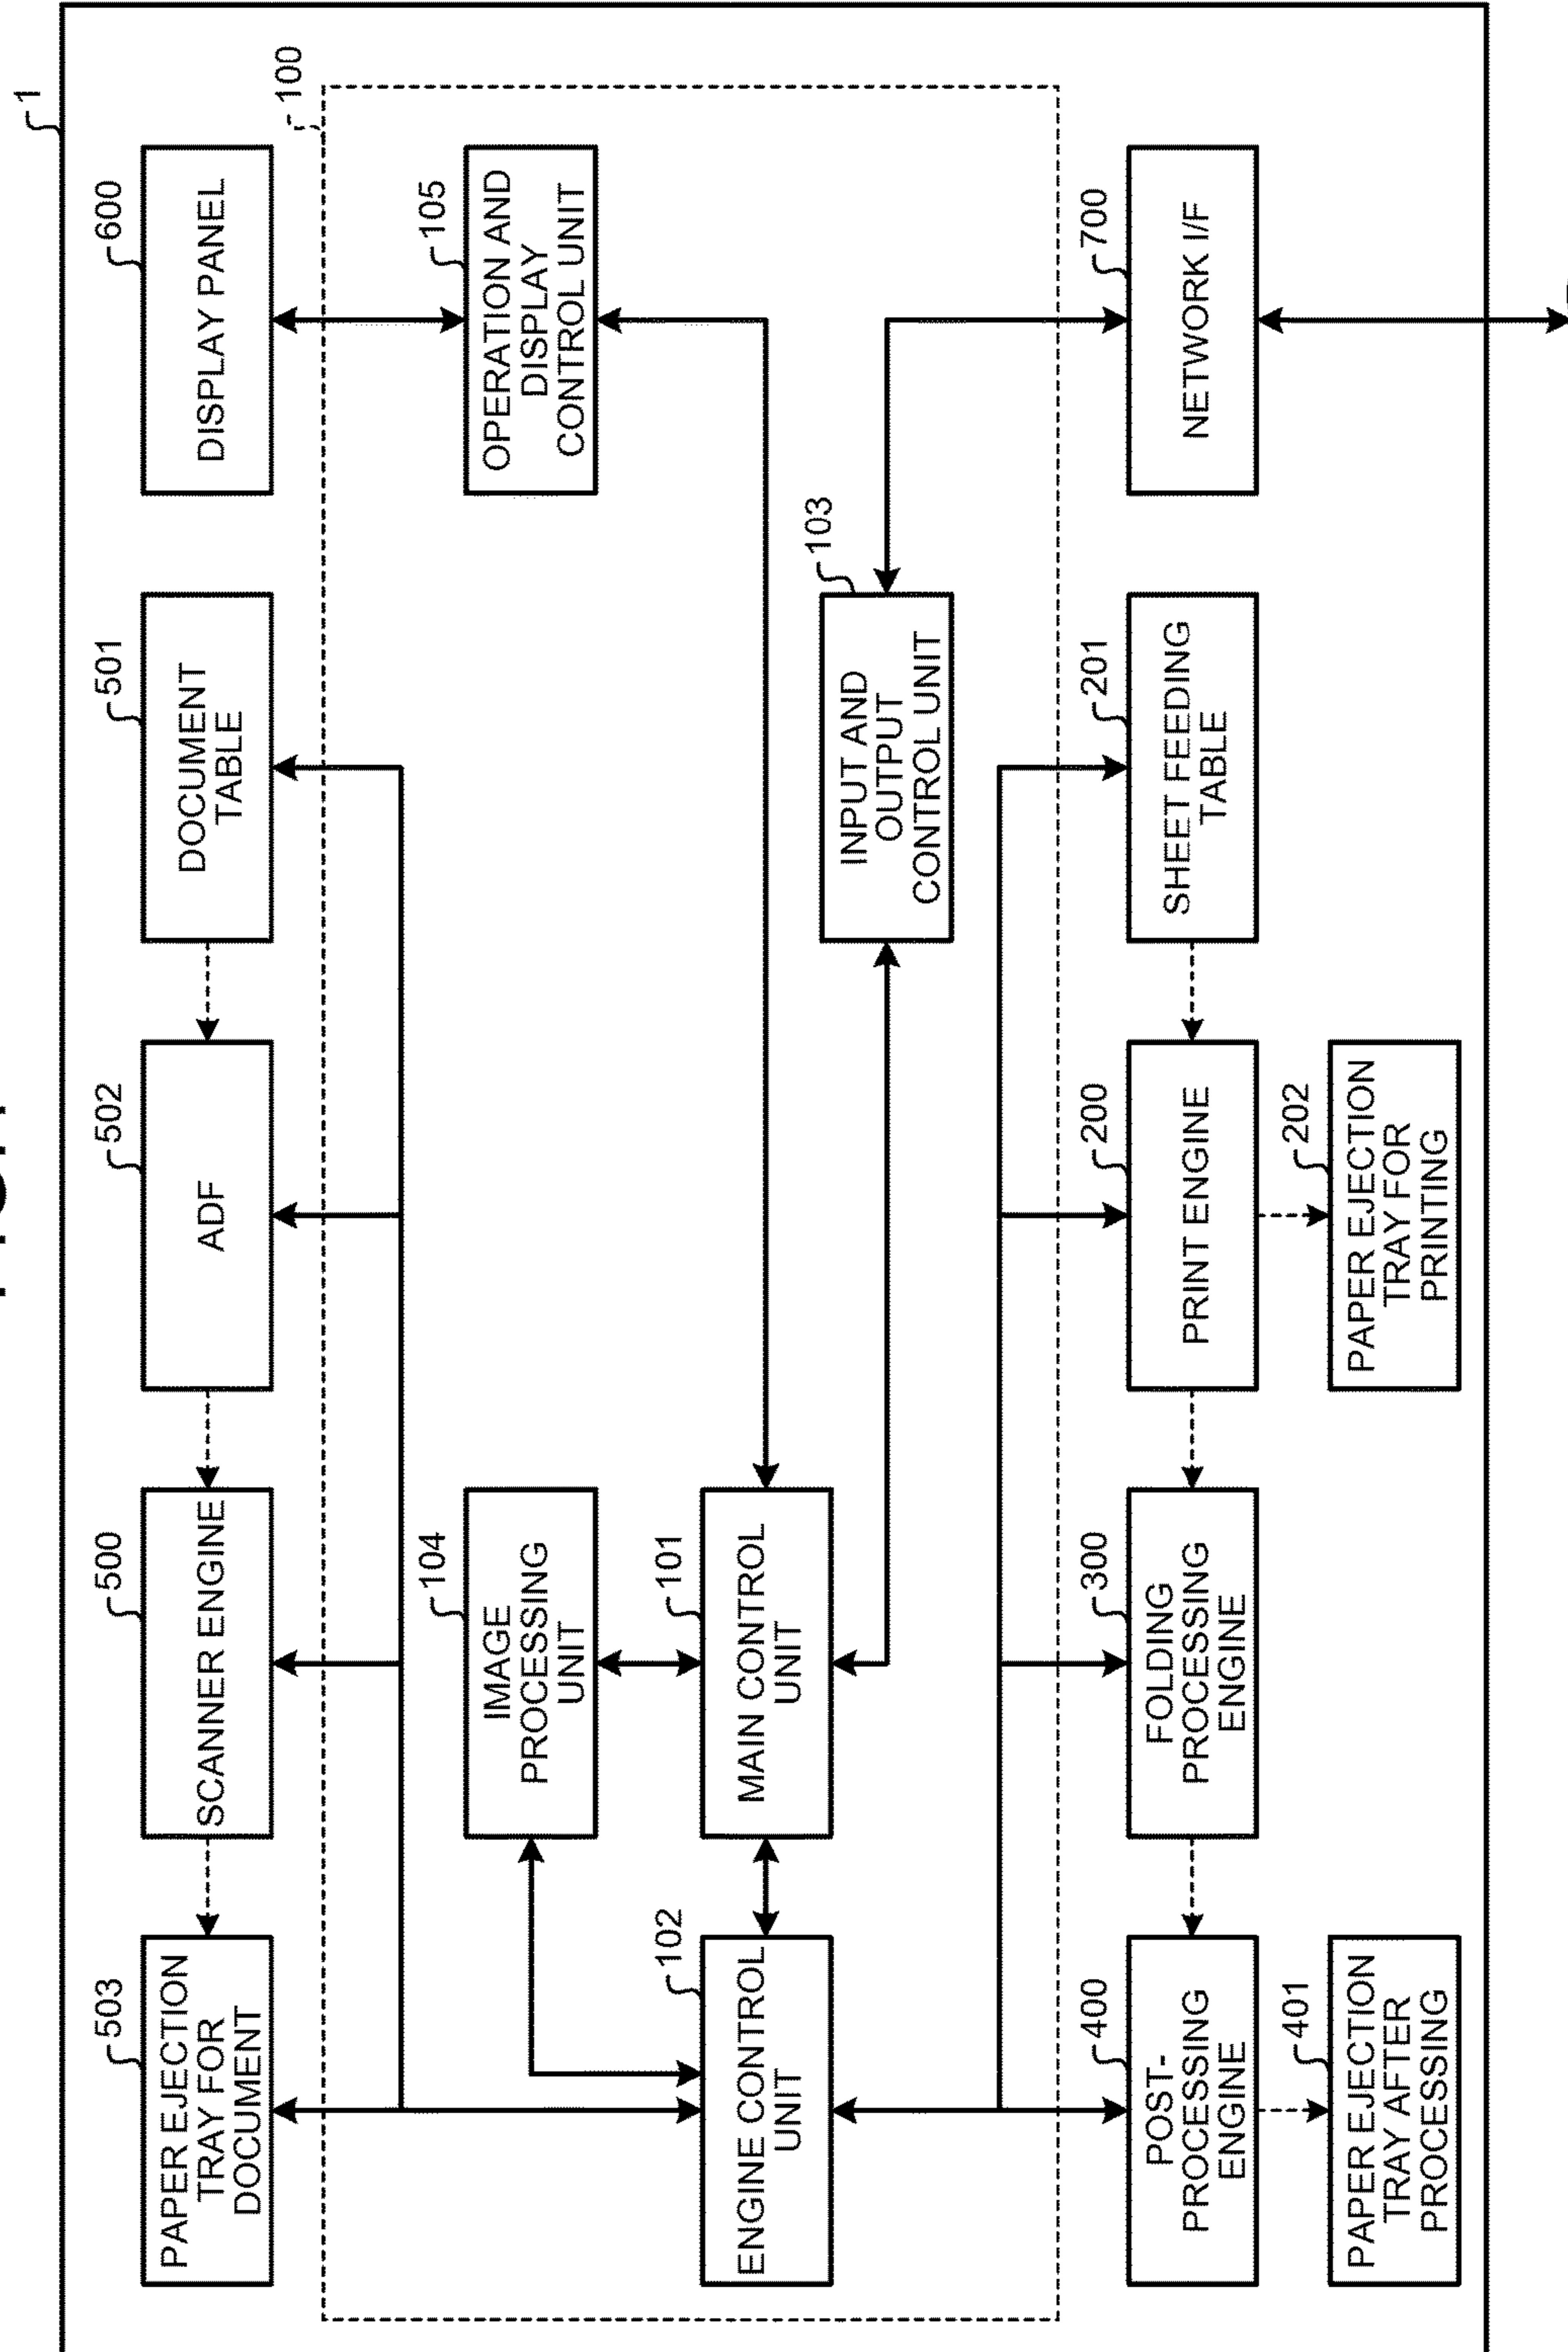 1
100
503
PAPER EJECTION
TRAY FOR
DOCUMENT
500
SCANNER ENGINE
502
ADF
501
DOCUMENT
TABLE
600
DISPLAY PANEL
104
IMAGE
PROCESSING
UNIT
105
OPERATION AND
DISPLAY
CONTROL UNIT
102
ENGINE CONTROL
UNIT
101
MAIN CONTROL
UNIT
103
INPUT AND
OUTPUT
CONTROL UNIT
400
POST-
PROCESSING
ENGINE
300
FOLDING
PROCESSING
ENGINE
200
PRINT ENGINE
201
SHEET FEEDING
TABLE
700
NETWORK I/F
401
PAPER EJECTION
TRAY AFTER
PROCESSING
202
PAPER EJECTION
TRAY FOR
PRINTING